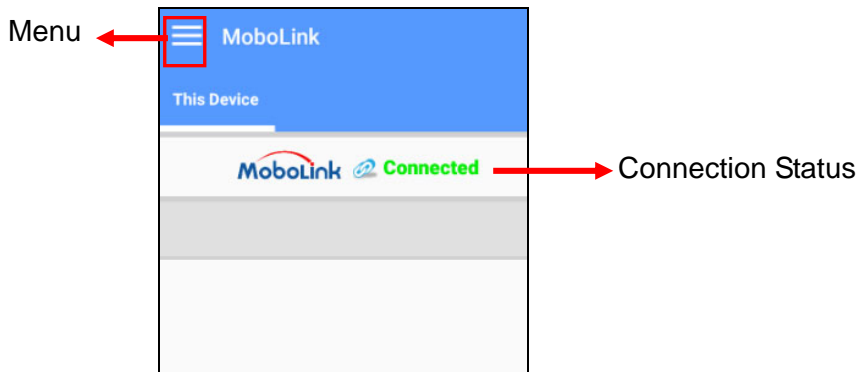 Menu
MoboLink
This Device
MoboLink Connected
Connection Status